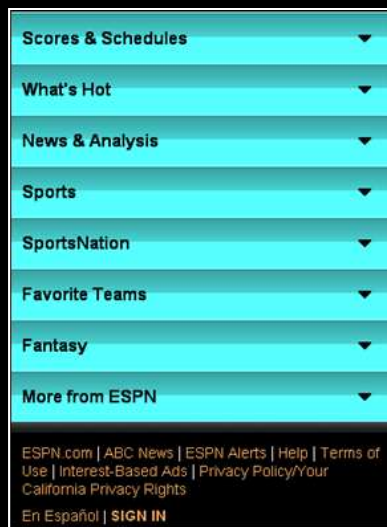 Scores & Schedules
What's Hot
News & Analysis
Sports
SportsNation
Favorite Teams
Fantasy
More from ESPN
ESPN.com | ABC News | ESPN Alerts | Help | Terms of
Use | Interest-Based Ads | Privacy Policy/Your
California Privacy Rights
En Español | SIGN IN